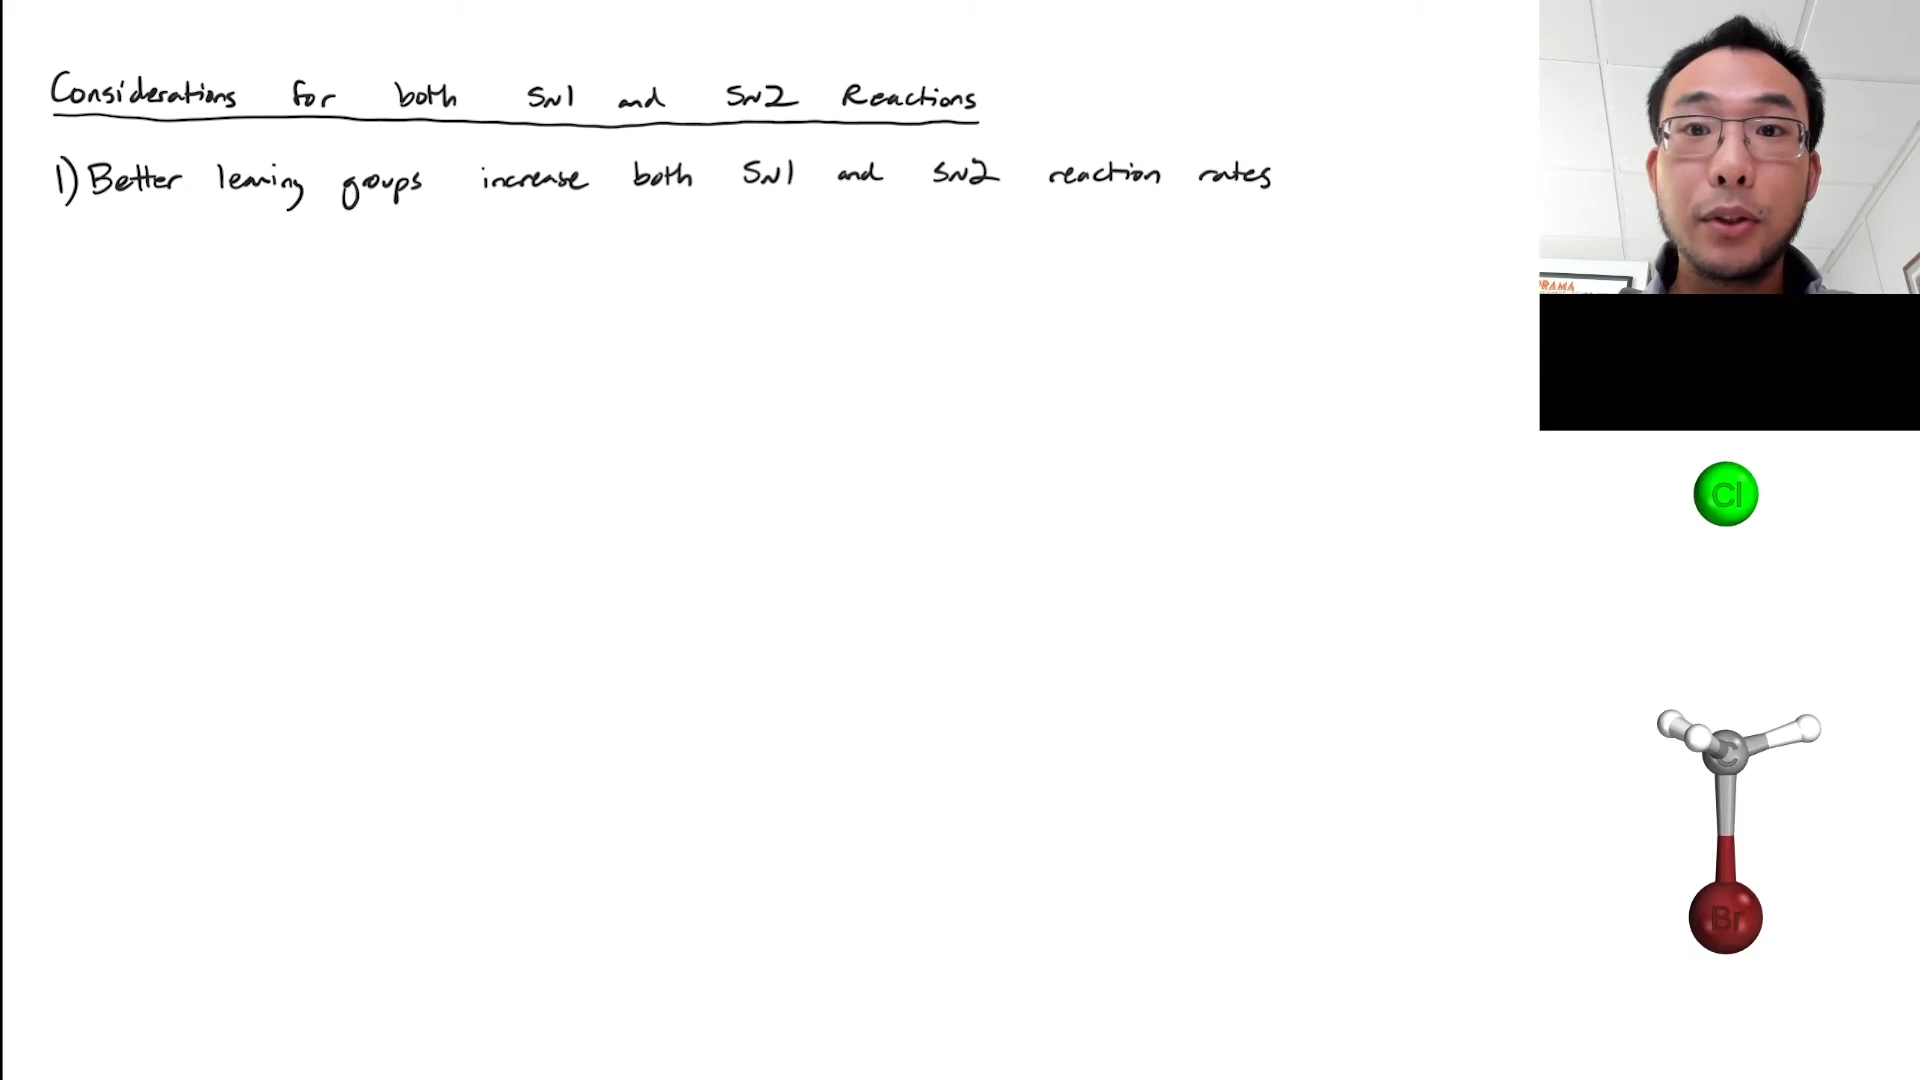 Considerations for both SN1 and SN2 Reactions
1) Better leaving groups increase both SN1 and SN2 reaction rates
RAMA
Cl
C
Br